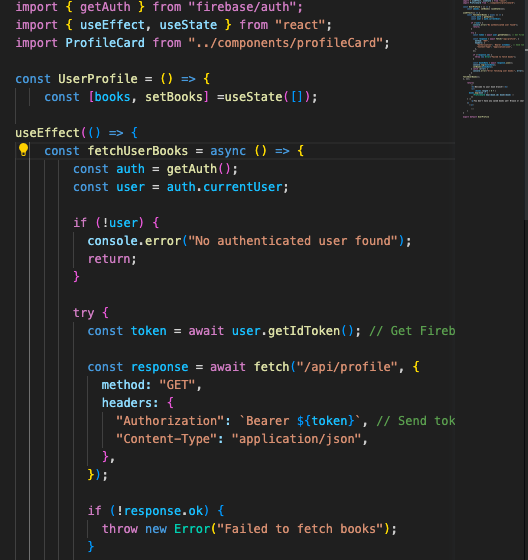 import { getAuth } from "firebase/auth";
import { useEffect, useState } from "react";
import ProfileCard from "../components/profileCard";

const UserProfile = () => {
    const [books, setBooks] =useState([]);

useEffect(() => {
    const fetchUserBooks = async () => {
        const auth = getAuth();
        const user = auth.currentUser;

        if (!user) {
          console.error("No authenticated user found");
          return;
        }

        try {
          const token = await user.getIdToken(); // Get Fireb

          const response = await fetch("/api/profile", {
            method: "GET",
            headers: {
              "Authorization": `Bearer ${token}`, // Send tok
              "Content-Type": "application/json",
            },
          });

          if (!response.ok) {
            throw new Error("Failed to fetch books");
          }